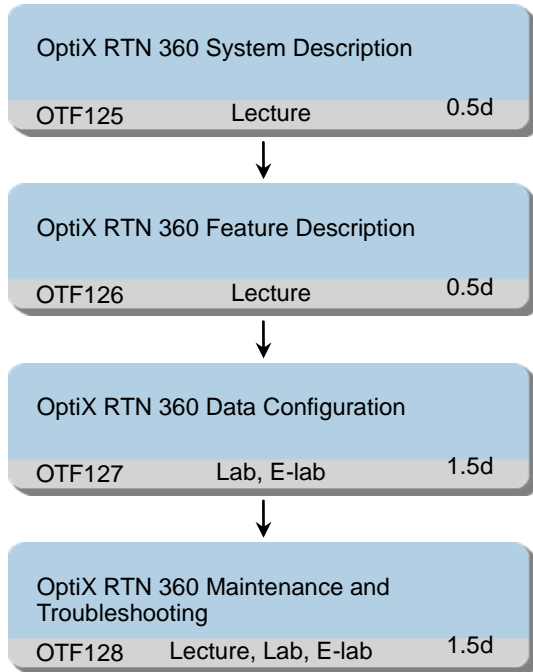 OptiX RTN 360 System Description
OTF125 Lecture 0.5d
OptiX RTN 360 Feature Description
OTF126 Lecture 0.5d
OptiX RTN 360 Data Configuration
OTF127 Lab, E-lab 1.5d
OptiX RTN 360 Maintenance and
Troubleshooting
OTF128 Lecture, Lab, E-lab 1.5d